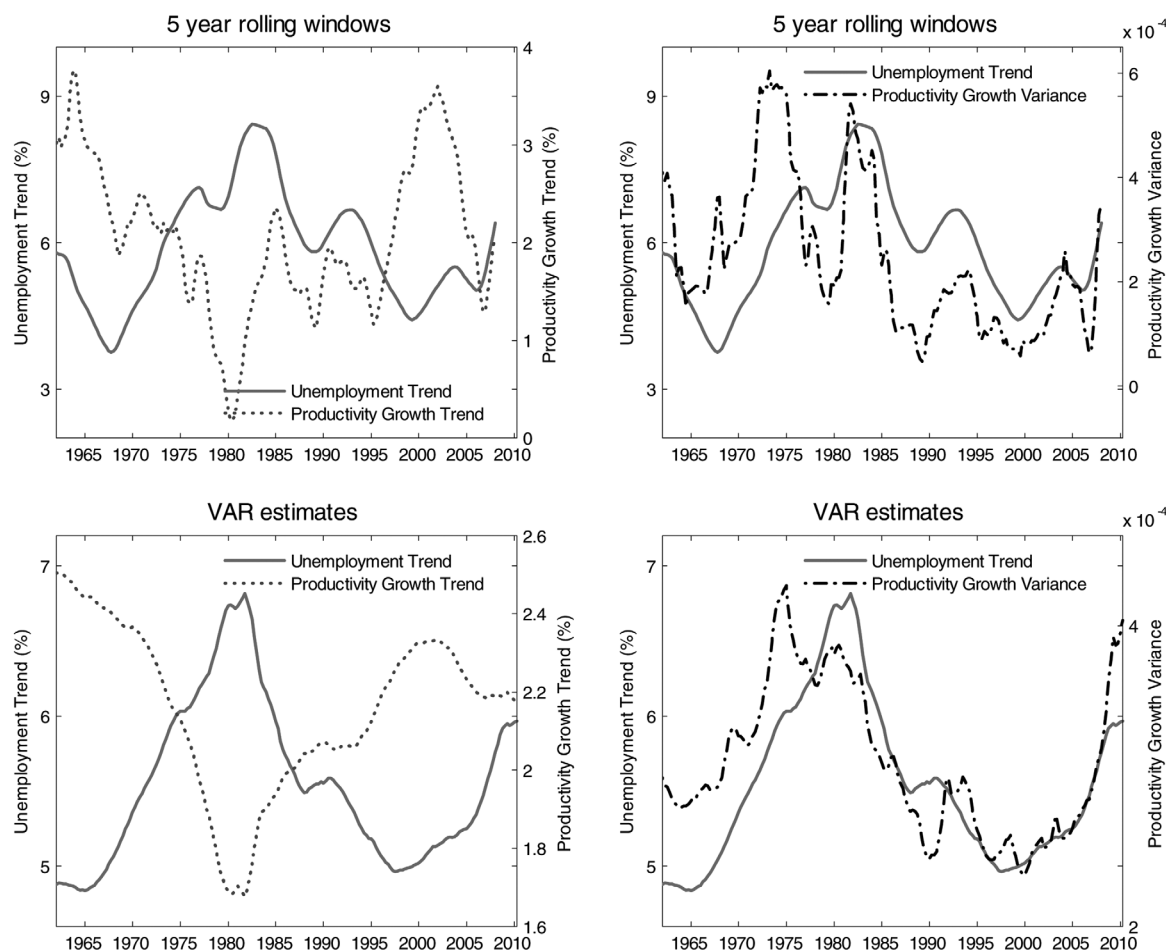 5 year rolling windows
Unemployment Trend (%)
9
6
3
4
3
2
1
0
Productivity Growth Trend (%)
Unemployment Trend
Productivity Growth Trend
1965 1970 1975 1980 1985 1990 1995 2000 2005 2010
5 year rolling windows
x 10⁻⁴
Unemployment Trend (%)
9
6
3
6
4
2
0
Productivity Growth Variance
Unemployment Trend
Productivity Growth Variance
1965 1970 1975 1980 1985 1990 1995 2000 2005 2010
VAR estimates
Unemployment Trend (%)
7
6
5
2.6
2.4
2.2
2
1.8
1.6
Productivity Growth Trend (%)
Unemployment Trend
Productivity Growth Trend
1965 1970 1975 1980 1985 1990 1995 2000 2005 2010
VAR estimates
x 10⁻⁴
Unemployment Trend (%)
7
6
5
4
2
Productivity Growth Variance
Unemployment Trend
Productivity Growth Variance
1965 1970 1975 1980 1985 1990 1995 2000 2005 2010